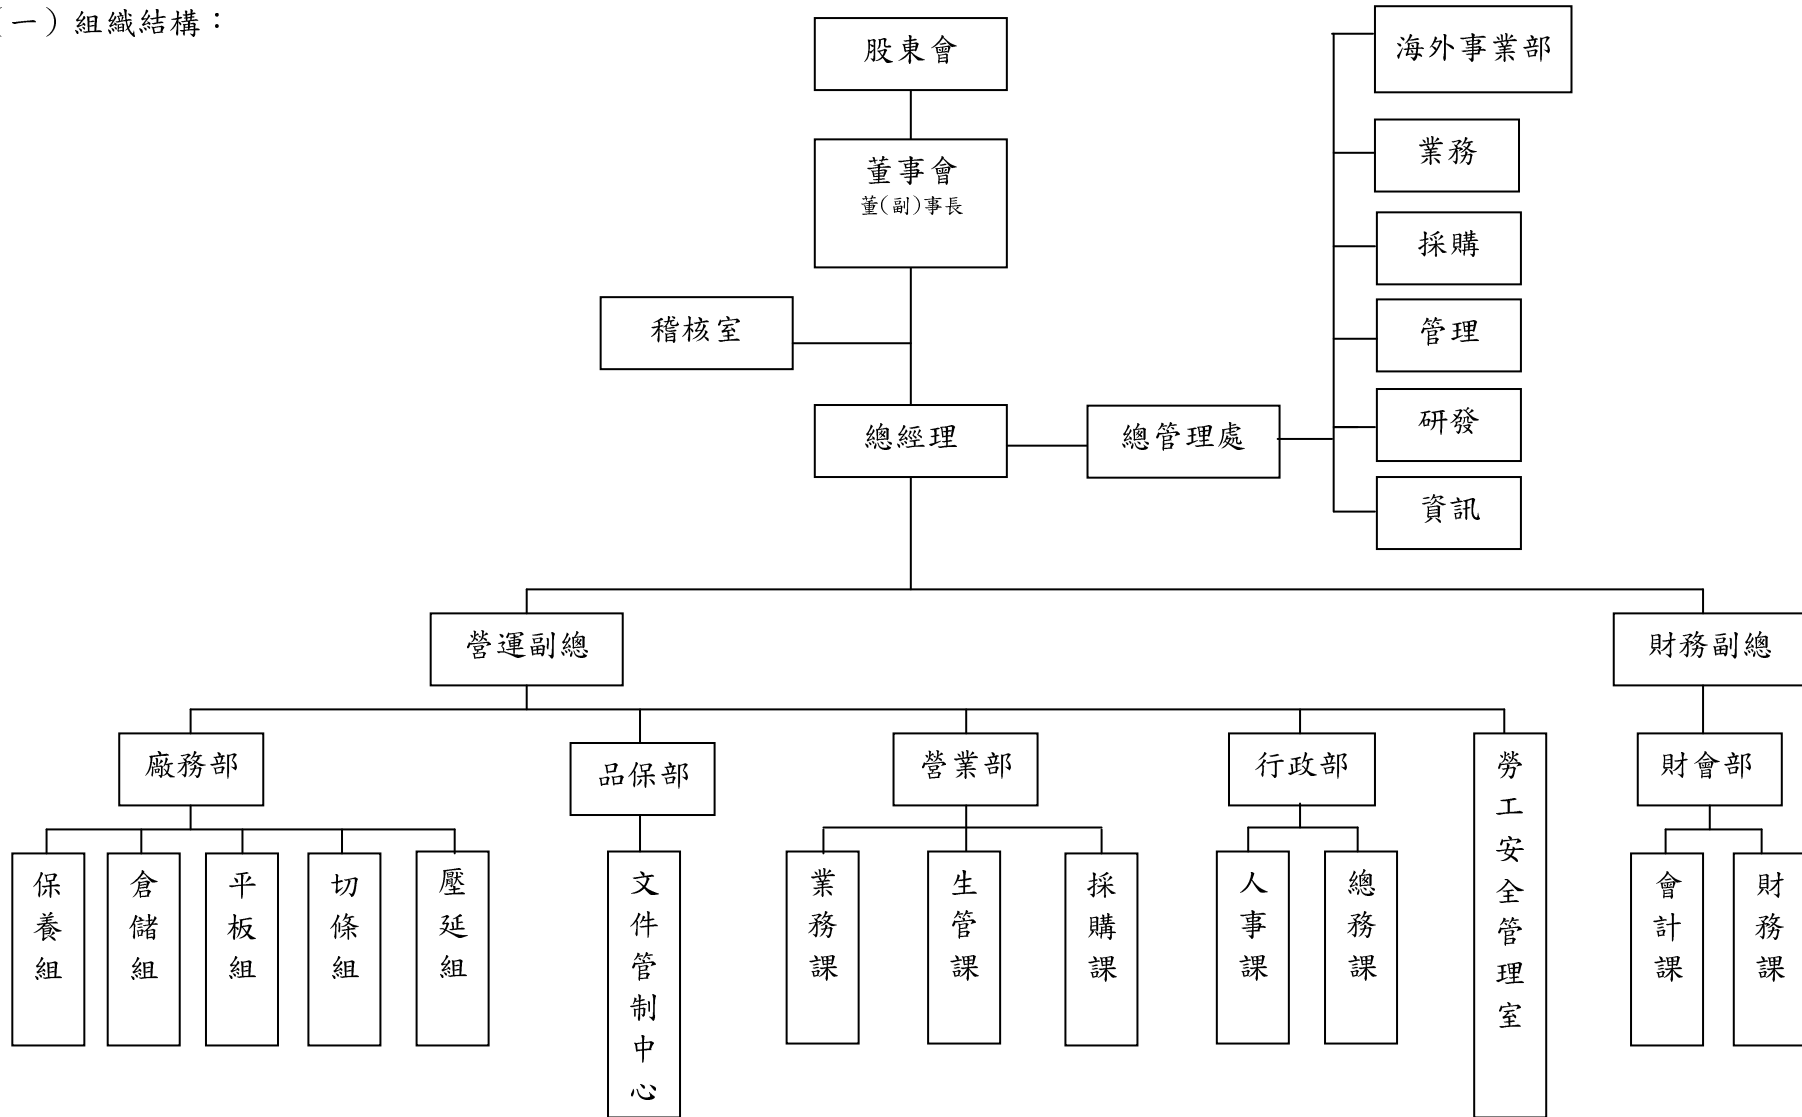 （一）組織結構：
股東會
董事會
董(副)事長
稽核室
總經理
總管理處
海外事業部
業務
採購
管理
研發
資訊
營運副總
財務副總
廠務部
品保部
營業部
行政部
勞工安全管理室
財會部
保養組
倉儲組
平板組
切條組
壓延組
文件管制中心
業務課
生管課
採購課
人事課
總務課
會計課
財務課